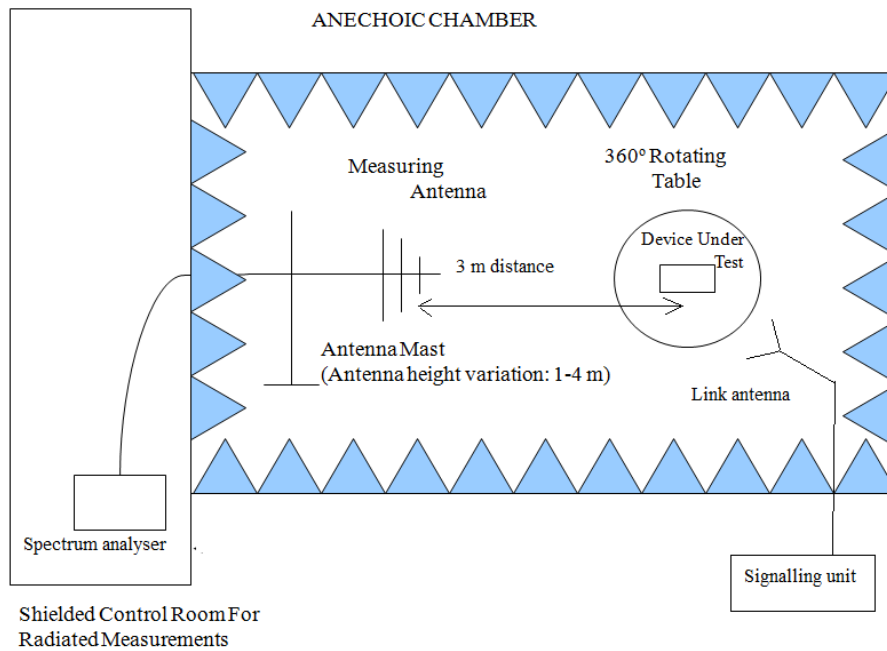 ANECHOIC CHAMBER
Measuring
Antenna
360º Rotating
Table
Device Under
Test
3 m distance
Antenna Mast
(Antenna height variation: 1-4 m)
Link antenna
Spectrum analyser
Signalling unit
Shielded Control Room For
Radiated Measurements